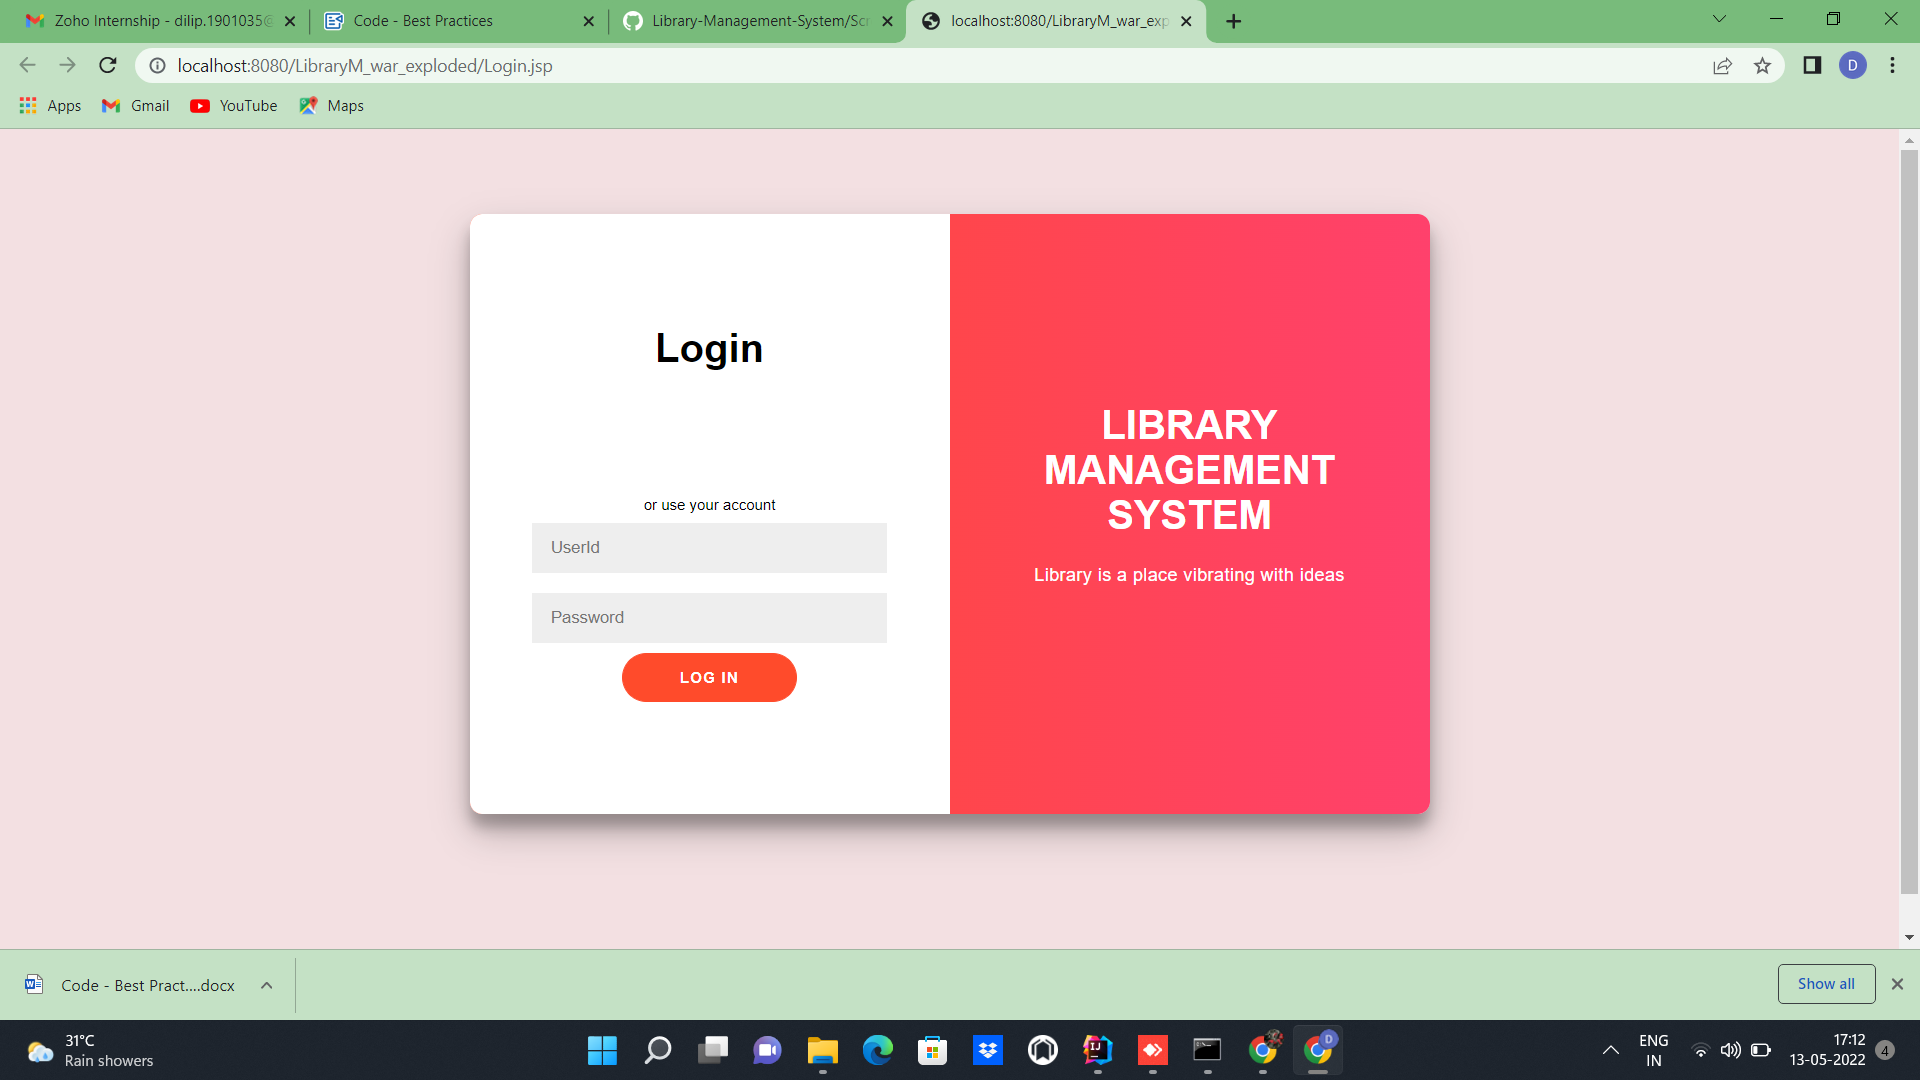 Zoho Internship - dilip.1901035@
Code - Best Practices
Library-Management-System/Scr
localhost:8080/LibraryM_war_exp
localhost:8080/LibraryM_war_exploded/Login.jsp
D
Apps
Gmail
YouTube
Maps
Login
or use your account
UserId
Password
LOG IN
LIBRARY
MANAGEMENT
SYSTEM
Library is a place vibrating with ideas
Code - Best Pract....docx
Show all
31°C
Rain showers
IJ
D
ENG
IN
17:12
13-05-2022
4